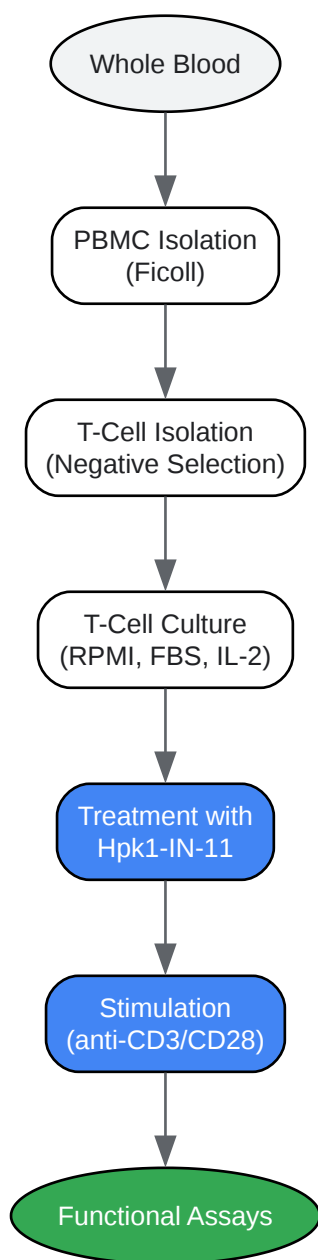 Whole Blood
PBMC Isolation
(Ficoll)
T-Cell Isolation
(Negative Selection)
T-Cell Culture
(RPMI, FBS, IL-2)
Treatment with
Hpk1-IN-11
Stimulation
(anti-CD3/CD28)
Functional Assays